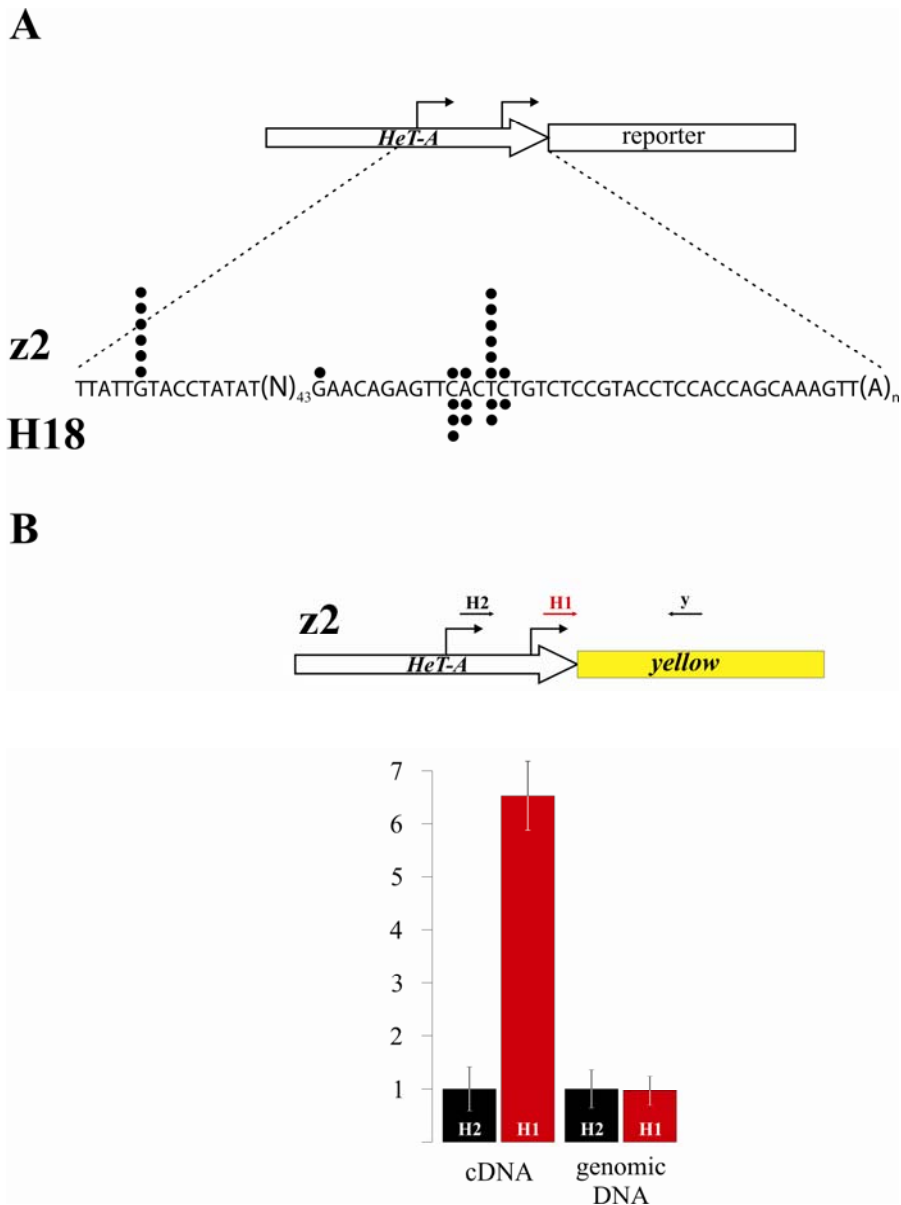 A
HeT-A reporter
z2
TTATTGTACCTATAT(N)43GAACAGAGTTCACTCTGTCTCCGTACCTCCACCAGCAAAGTT(A)n
H18
B
H2 H1 y
z2
HeT-A yellow
7
6
5
4
3
2
1
H2 H1 H2 H1
cDNA genomic
DNA